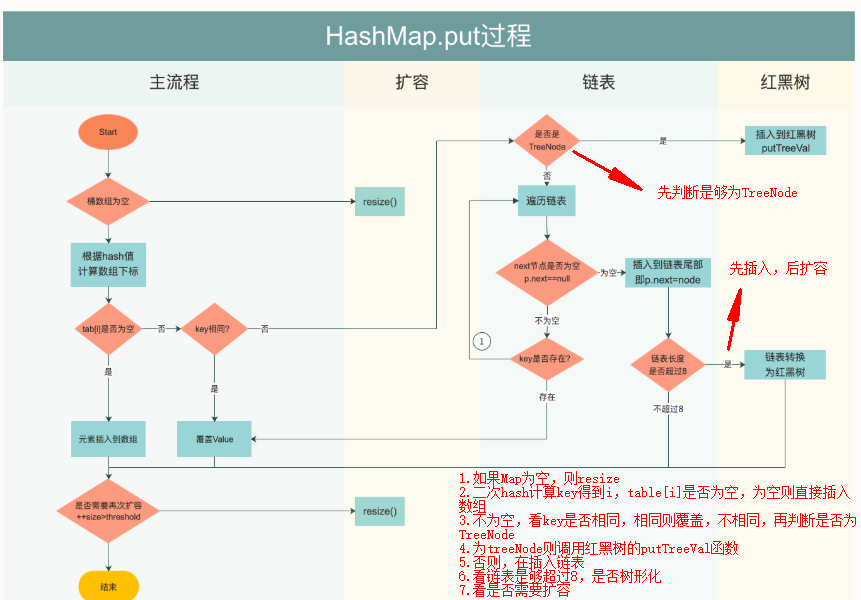 HashMap.put过程
主流程
扩容
链表
红黑树
Start
桶数组为空
resize()
根据hash值
计算数组下标
tab[i]是否为空
否
key相同?
否
是
是
元素插入到数组
覆盖Value
是否需要再次扩容
++size>threshold
resize()
结束
是否是
TreeNode
是
插入到红黑树
putTreeVal
否
先判断是够为TreeNode
遍历链表
next节点是否为空
p.next==null
为空
插入到链表尾部
即p.next=node
先插入，后扩容
不为空
1
key是否存在?
存在
链表长度
是否超过8
是
链表转换
为红黑树
不超过8
1.如果Map为空，则resize
2.二次hash计算key得到i，table[i]是否为空，为空则直接插入
数组
3.不为空，看key是否相同，相同则覆盖，不相同，再判断是否为
TreeNode
4.为treeNode则调用红黑树的putTreeVal函数
5.否则，在插入链表
6.看链表是够超过8，是否树形化
7.看是否需要扩容